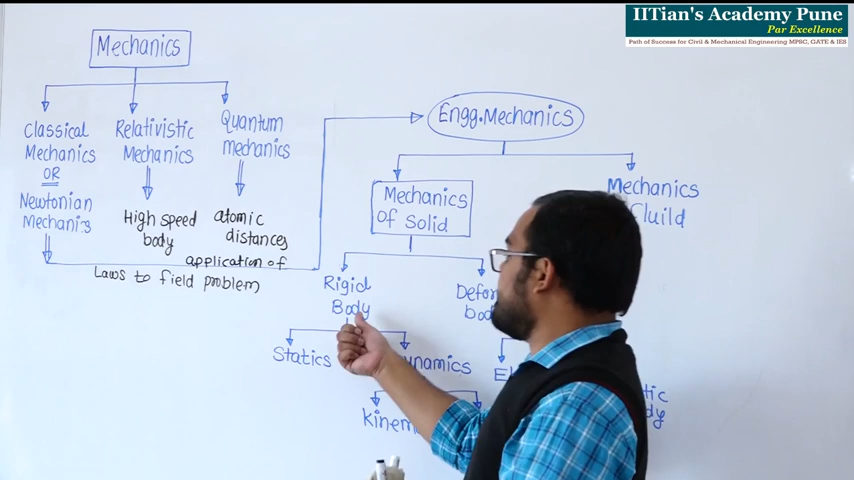 IITian's Academy Pune
Par Excellence
Path of Success for Civil & Mechanical Engineering MPSC, GATE & IES
Mechanics
Classical
Mechanics
OR
Newtonian
Mechanics
Relativistic
Mechanics
Quantum
mechanics
High speed
body
atomic
distances
application of
Laws to field problem
Engg. Mechanics
Mechanics
Of Solid
Mechanics
Rigid
Body
Statics